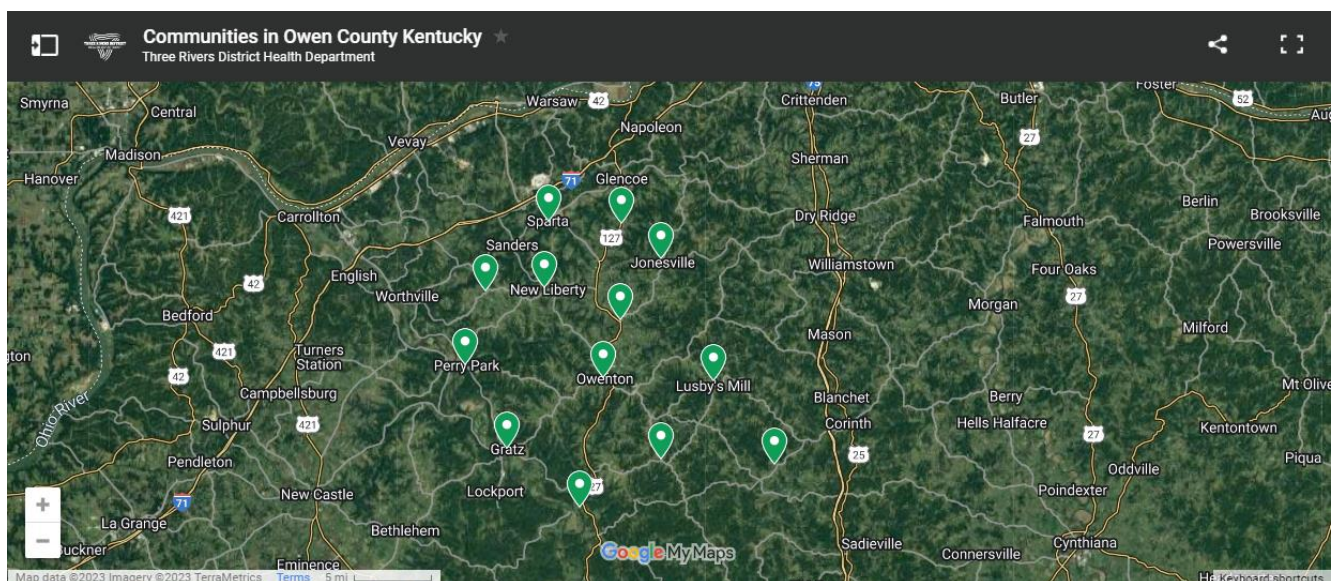 Communities in Owen County Kentucky
Three Rivers District Health Department
Smyrna
Central
Warsaw
42
75
Crittenden
Butler
Foster
52
Vevay
Napoleon
27
Madison
Sherman
Hanover
71
Glencoe
421
Carrollton
Sparta
Dry Ridge
Falmouth
Berlin
Brooksville
Sanders
127
Powersville
English
New Liberty
Jonesville
Williamstown
Four Oaks
42
Worthville
27
Morgan
Bedford
Mason
Milford
421
Turners
Station
Perry Park
42
Owenton
Lusby's Mill
Mt Olive
Campbellsburg
Blanchet
Berry
Ohio River
Sulphur
421
Corinth
Hells Halfacre
Kentontown
27
Gratz
Pendleton
25
Oddville
Piqua
71
New Castle
Lockport
27
Poindexter
La Grange
Bethlehem
Buckner
Sadieville
Connersville
Cynthiana
Eminence
Google My Maps
Map data ©2023 Imagery ©2023 TerraMetrics Terms 5 mi
Keyboard shortcuts